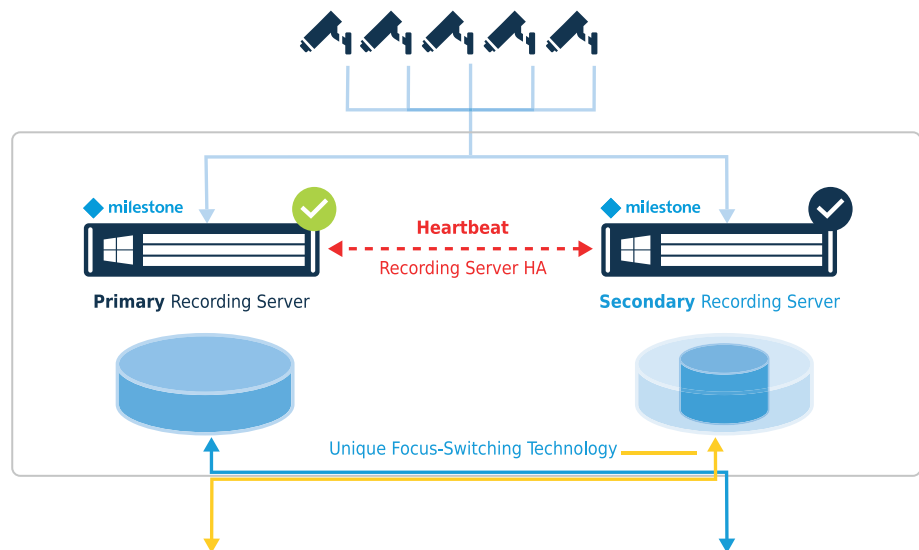 milestone
milestone
Heartbeat
Recording Server HA
Primary Recording Server
Secondary Recording Server
Unique Focus-Switching Technology